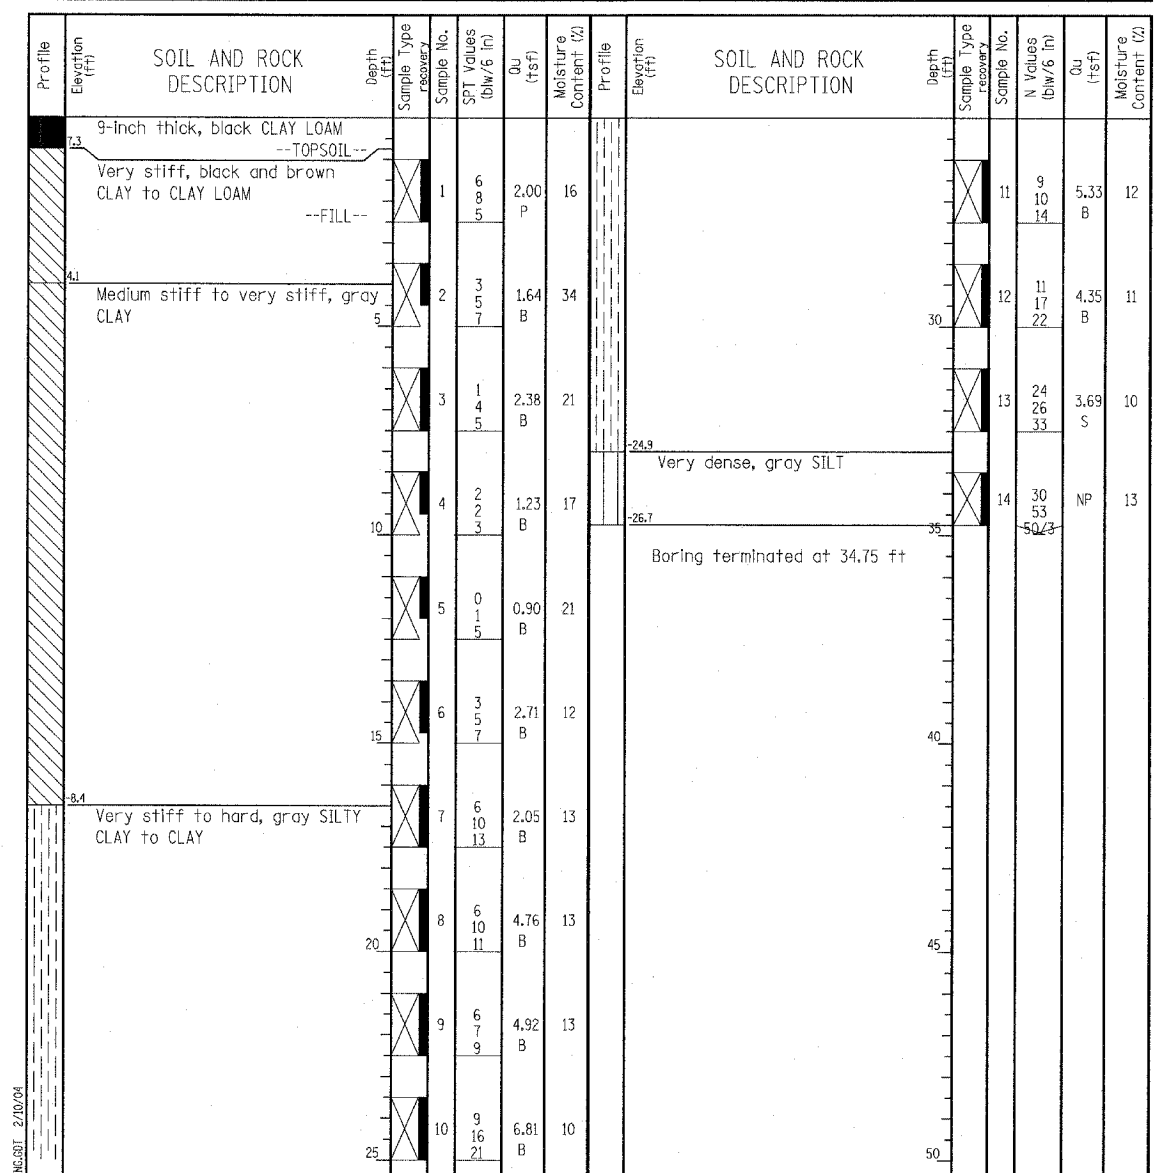 Profile
Elevation (ft)
SOIL AND ROCK
DESCRIPTION
Depth (ft)
Sample Type
recovery
Sample No.
SPT Values (blw/6 in)
Qu (tsf)
Moisture Content (%)
9-inch thick, black CLAY LOAM
7.3
--TOPSOIL--
Very stiff, black and brown
CLAY to CLAY LOAM
--FILL--
1
6
8
5
2.00
P
16
4.1
Medium stiff to very stiff, gray
CLAY
5
2
3
5
7
1.64
B
34
3
1
4
5
2.38
B
21
4
2
2
3
1.23
B
17
10
5
0
1
5
0.90
B
21
6
3
5
7
2.71
B
12
15
-8.4
Very stiff to hard, gray SILTY
CLAY to CLAY
7
6
10
13
2.05
B
13
8
6
10
11
4.76
B
13
20
9
6
7
9
4.92
B
13
10
9
16
21
6.81
B
10
25
Profile
Elevation (ft)
SOIL AND ROCK
DESCRIPTION
Depth (ft)
Sample Type
recovery
Sample No.
N Values (blw/6 in)
Qu (tsf)
Moisture Content (%)
11
9
10
14
5.33
B
12
12
11
17
22
4.35
B
11
30
13
24
26
33
3.69
S
10
-24.9
Very dense, gray SILT
14
30
53
50/3
NP
13
-26.7
35
Boring terminated at 34.75 ft
40
45
50
NG.GDT 2/10/04